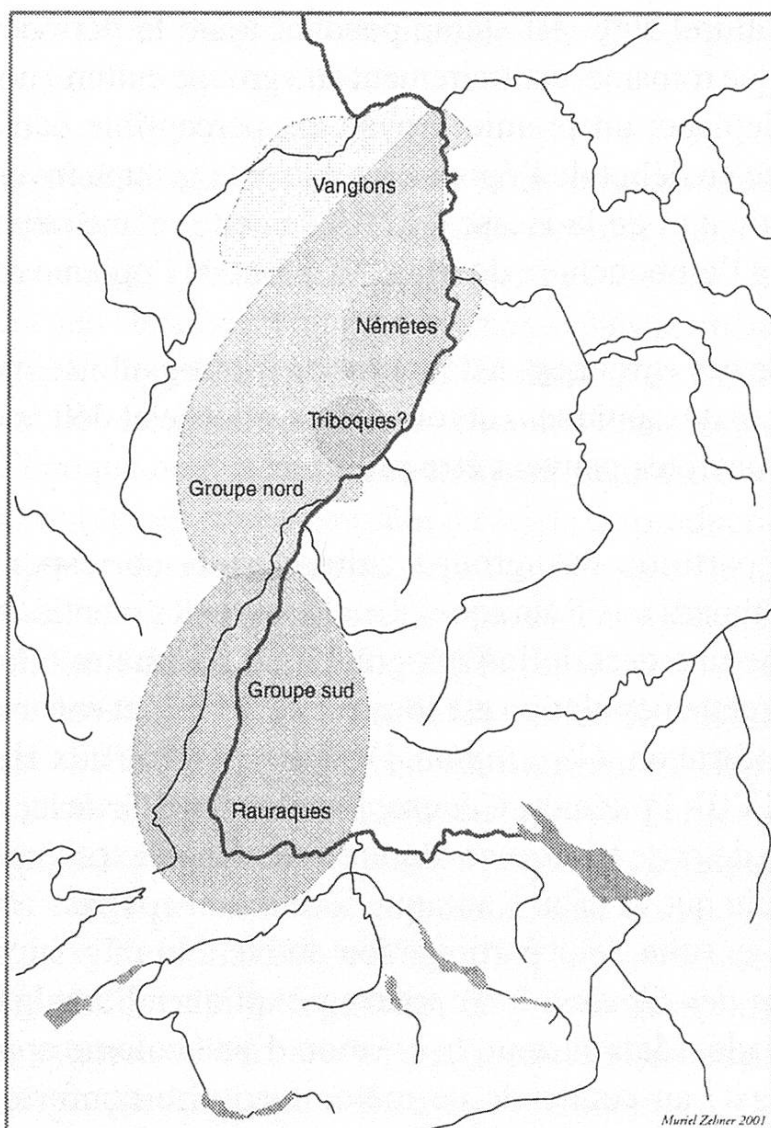 Vangions
Némètes
Triboques?
Groupe nord
Groupe sud
Rauraques
Muriel Zehner 2001